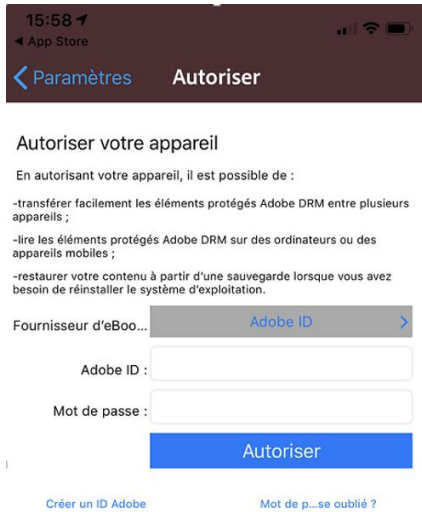 15:58
App Store
Paramètres Autoriser
Autoriser votre appareil
En autorisant votre appareil, il est possible de :
-transférer facilement les éléments protégés Adobe DRM entre plusieurs
appareils ;
-lire les éléments protégés Adobe DRM sur des ordinateurs ou des
appareils mobiles ;
-restaurer votre contenu à partir d'une sauvegarde lorsque vous avez
besoin de réinstaller le système d'exploitation.
Fournisseur d'eBoo... Adobe ID
Adobe ID :
Mot de passe :
Autoriser
Créer un ID Adobe Mot de p...se oublié ?